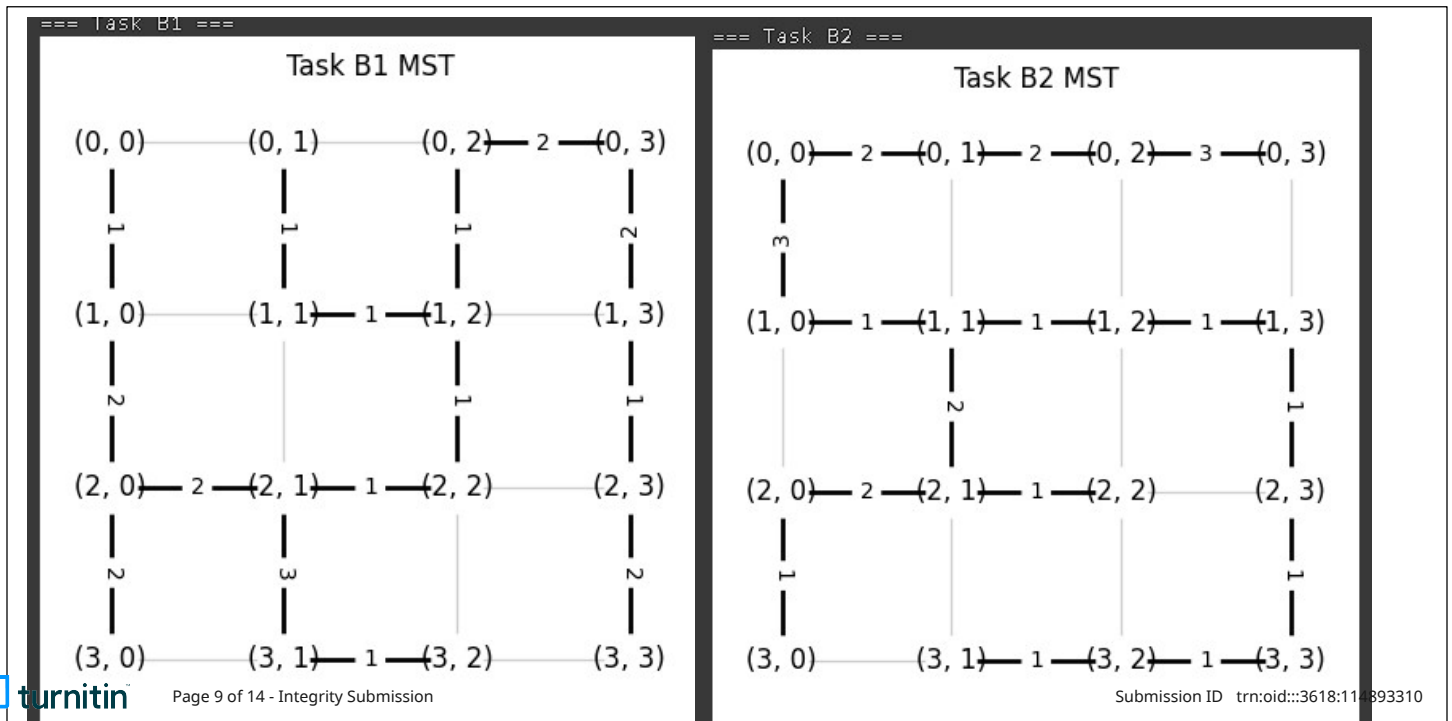 === Task B1 ===
Task B1 MST
(0, 0) (0, 1) (0, 2) 2 (0, 3)
1 1 1 2
(1, 0) (1, 1) 1 (1, 2) (1, 3)
2 1 1
(2, 0) 2 (2, 1) 1 (2, 2) (2, 3)
2 3 2
(3, 0) (3, 1) 1 (3, 2) (3, 3)
=== Task B2 ===
Task B2 MST
(0, 0) 2 (0, 1) 2 (0, 2) 3 (0, 3)
3
(1, 0) 1 (1, 1) 1 (1, 2) 1 (1, 3)
2 1
(2, 0) 2 (2, 1) 1 (2, 2) (2, 3)
1 1
(3, 0) (3, 1) 1 (3, 2) 1 (3, 3)
turnitin Page 9 of 14 - Integrity Submission Submission ID trn:oid:::3618:114893310